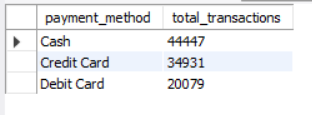 payment_method total_transactions
Cash 44447
Credit Card 34931
Debit Card 20079